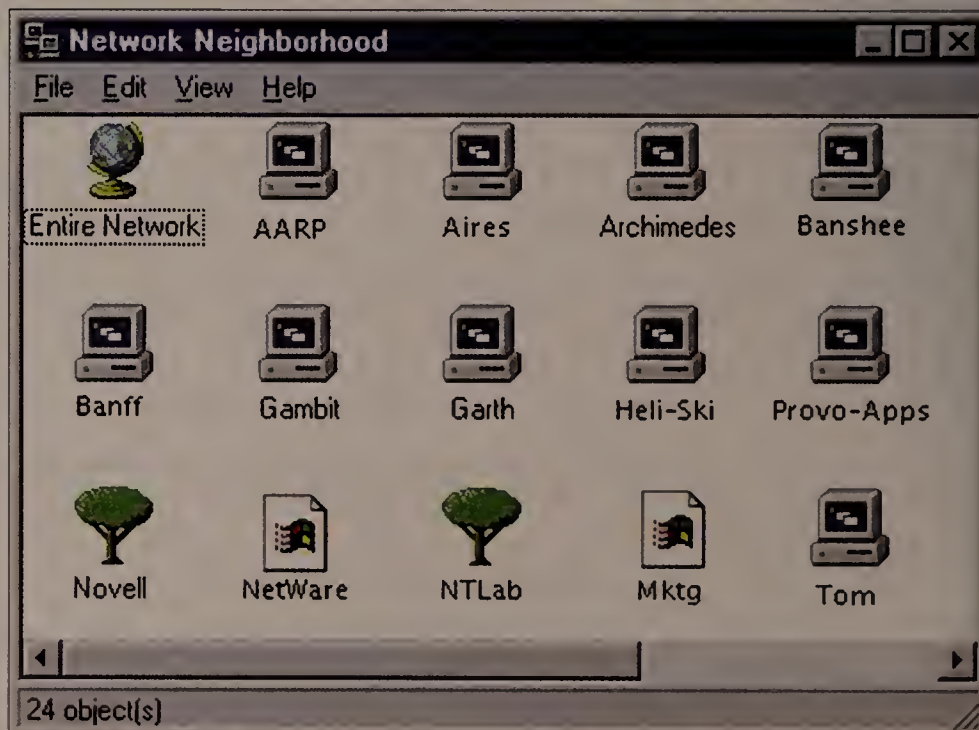 Network Neighborhood
File Edit View Help
Entire Network AARP Aires Archimedes Banshee
Banff Gambit Garth Heli-Ski Provo-Apps
Novell NetWare NTLab Mktg Tom
24 object(s)